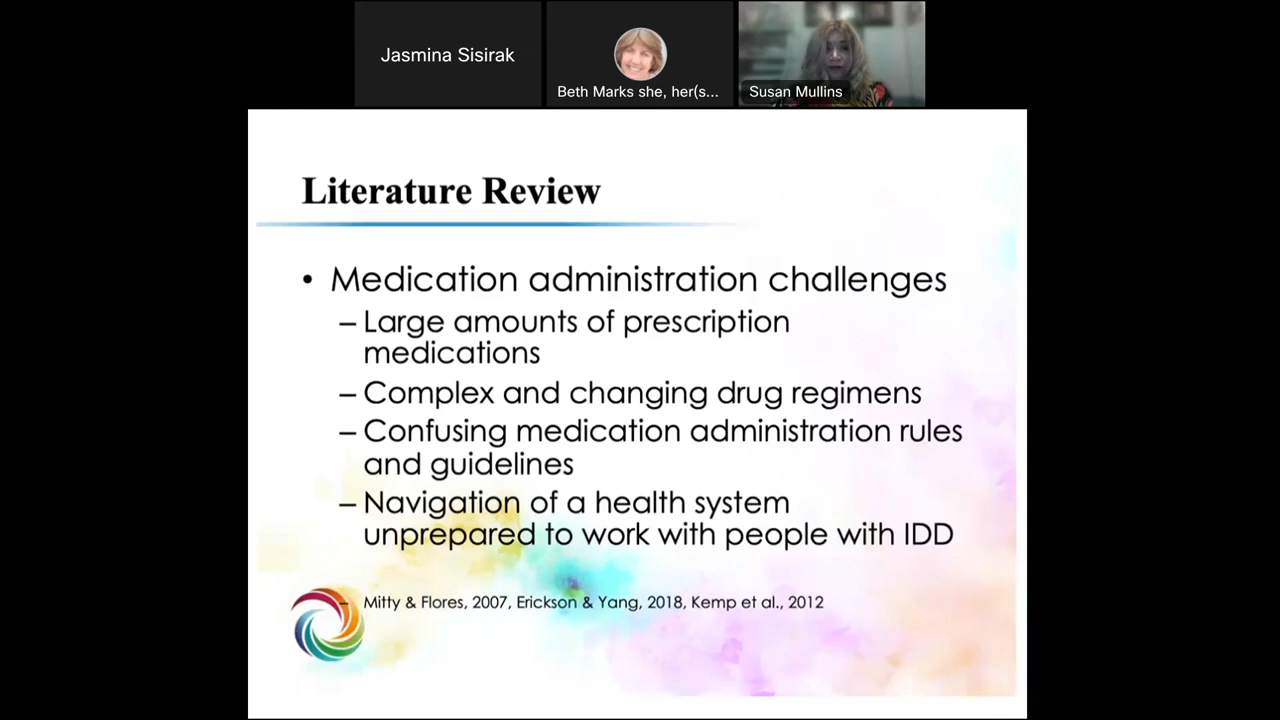 Jasmina Sisirak
Beth Marks she, her(s...
Susan Mullins
Literature Review
• Medication administration challenges
– Large amounts of prescription
medications
– Complex and changing drug regimens
– Confusing medication administration rules
and guidelines
– Navigation of a health system
unprepared to work with people with IDD
– Mitty & Flores, 2007, Erickson & Yang, 2018, Kemp et al., 2012